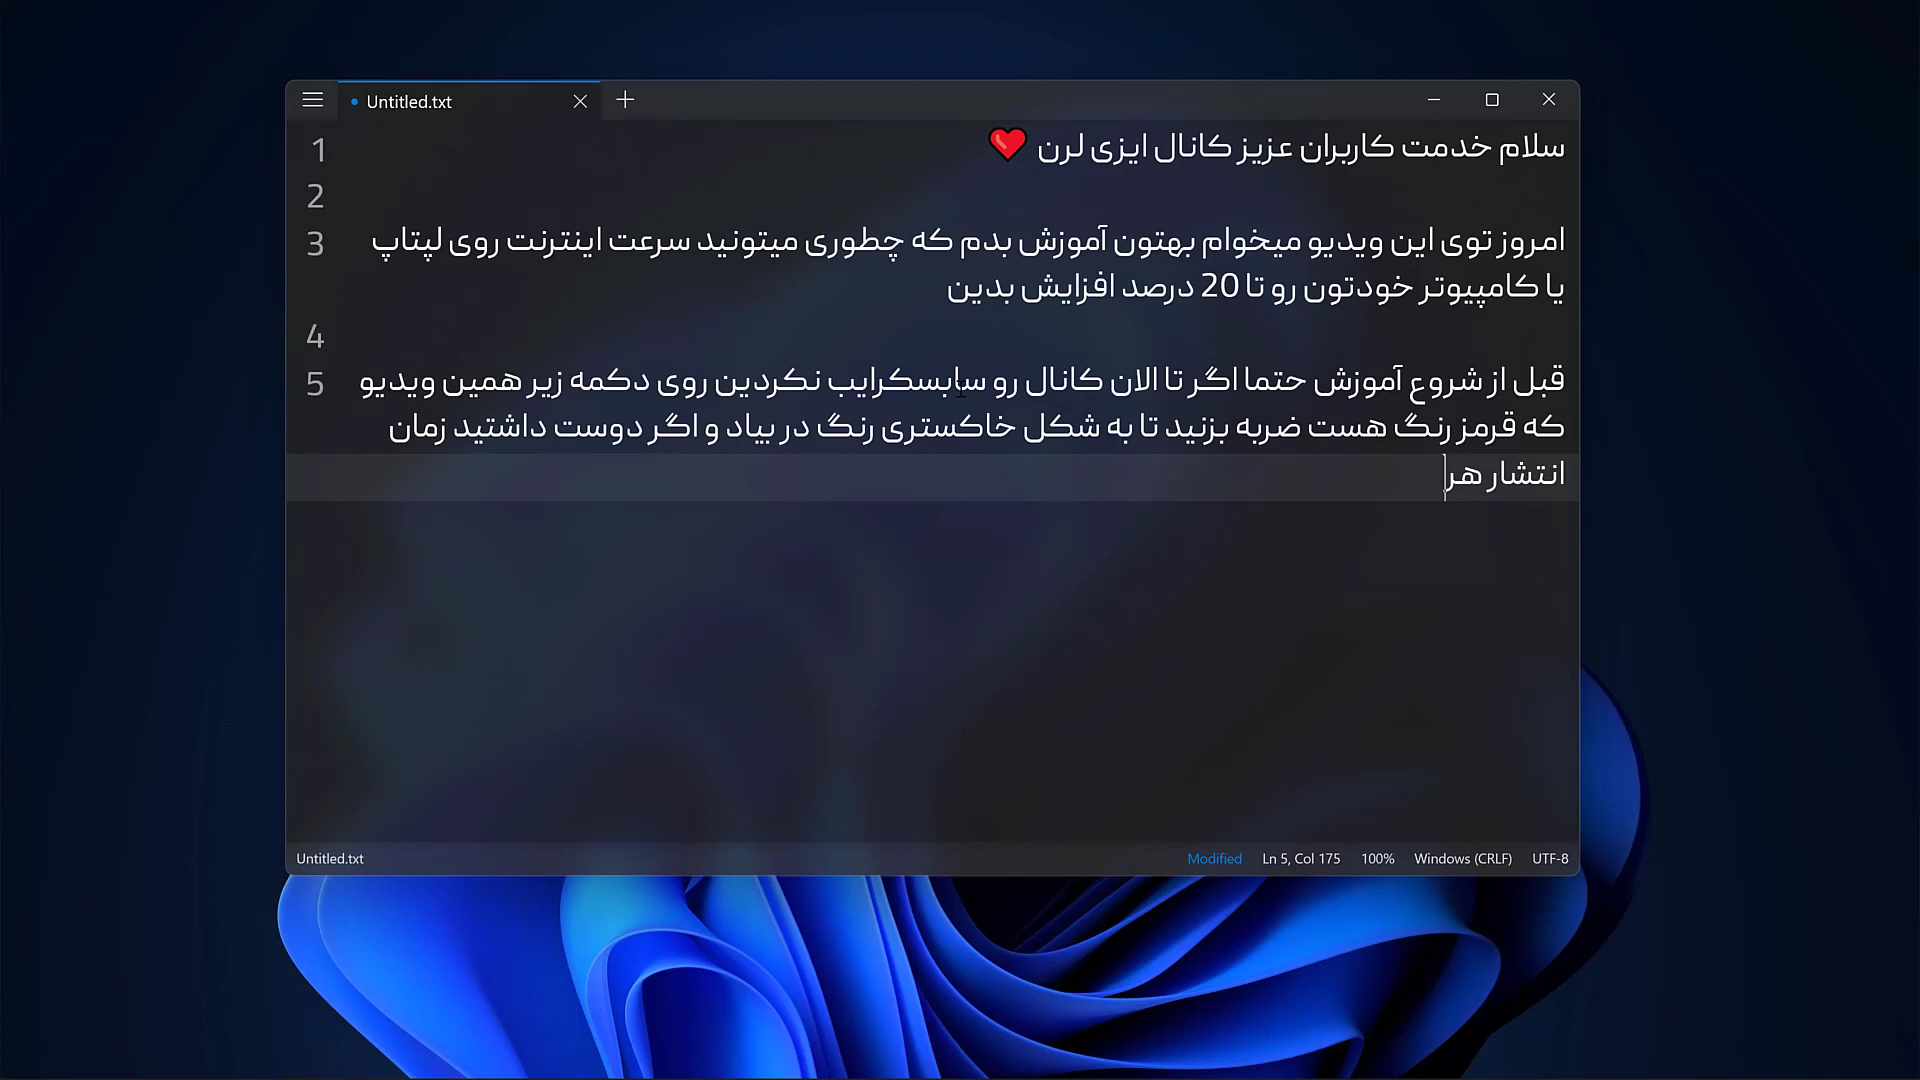 Untitled.txt
1 سلام خدمت کاربران عزیز کانال ایزی لرن ❤️
2
3 امروز توی این ویدیو میخوام بهتون آموزش بدم که چطوری میتونید سرعت اینترنت روی لپتاپ
یا کامپیوتر خودتون رو تا 20 درصد افزایش بدین
4
5 قبل از شروع آموزش حتما اگر تا الان کانال رو سابسکرایب نکردین روی دکمه زیر همین ویدیو
که قرمز رنگ هست ضربه بزنید تا به شکل خاکستری رنگ در بیاد و اگر دوست داشتید زمان
انتشار هر
Untitled.txt Modified Ln 5, Col 175 100% Windows (CRLF) UTF-8